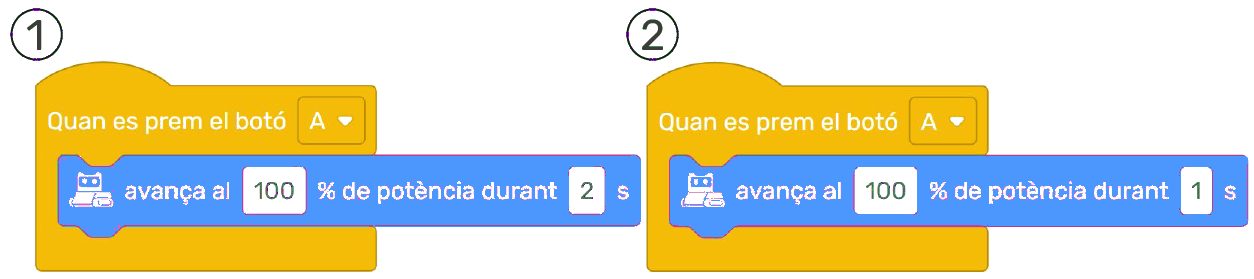 1
Quan es prem el botó A
avança al 100 % de potència durant 2 s
2
Quan es prem el botó A
avança al 100 % de potència durant 1 s